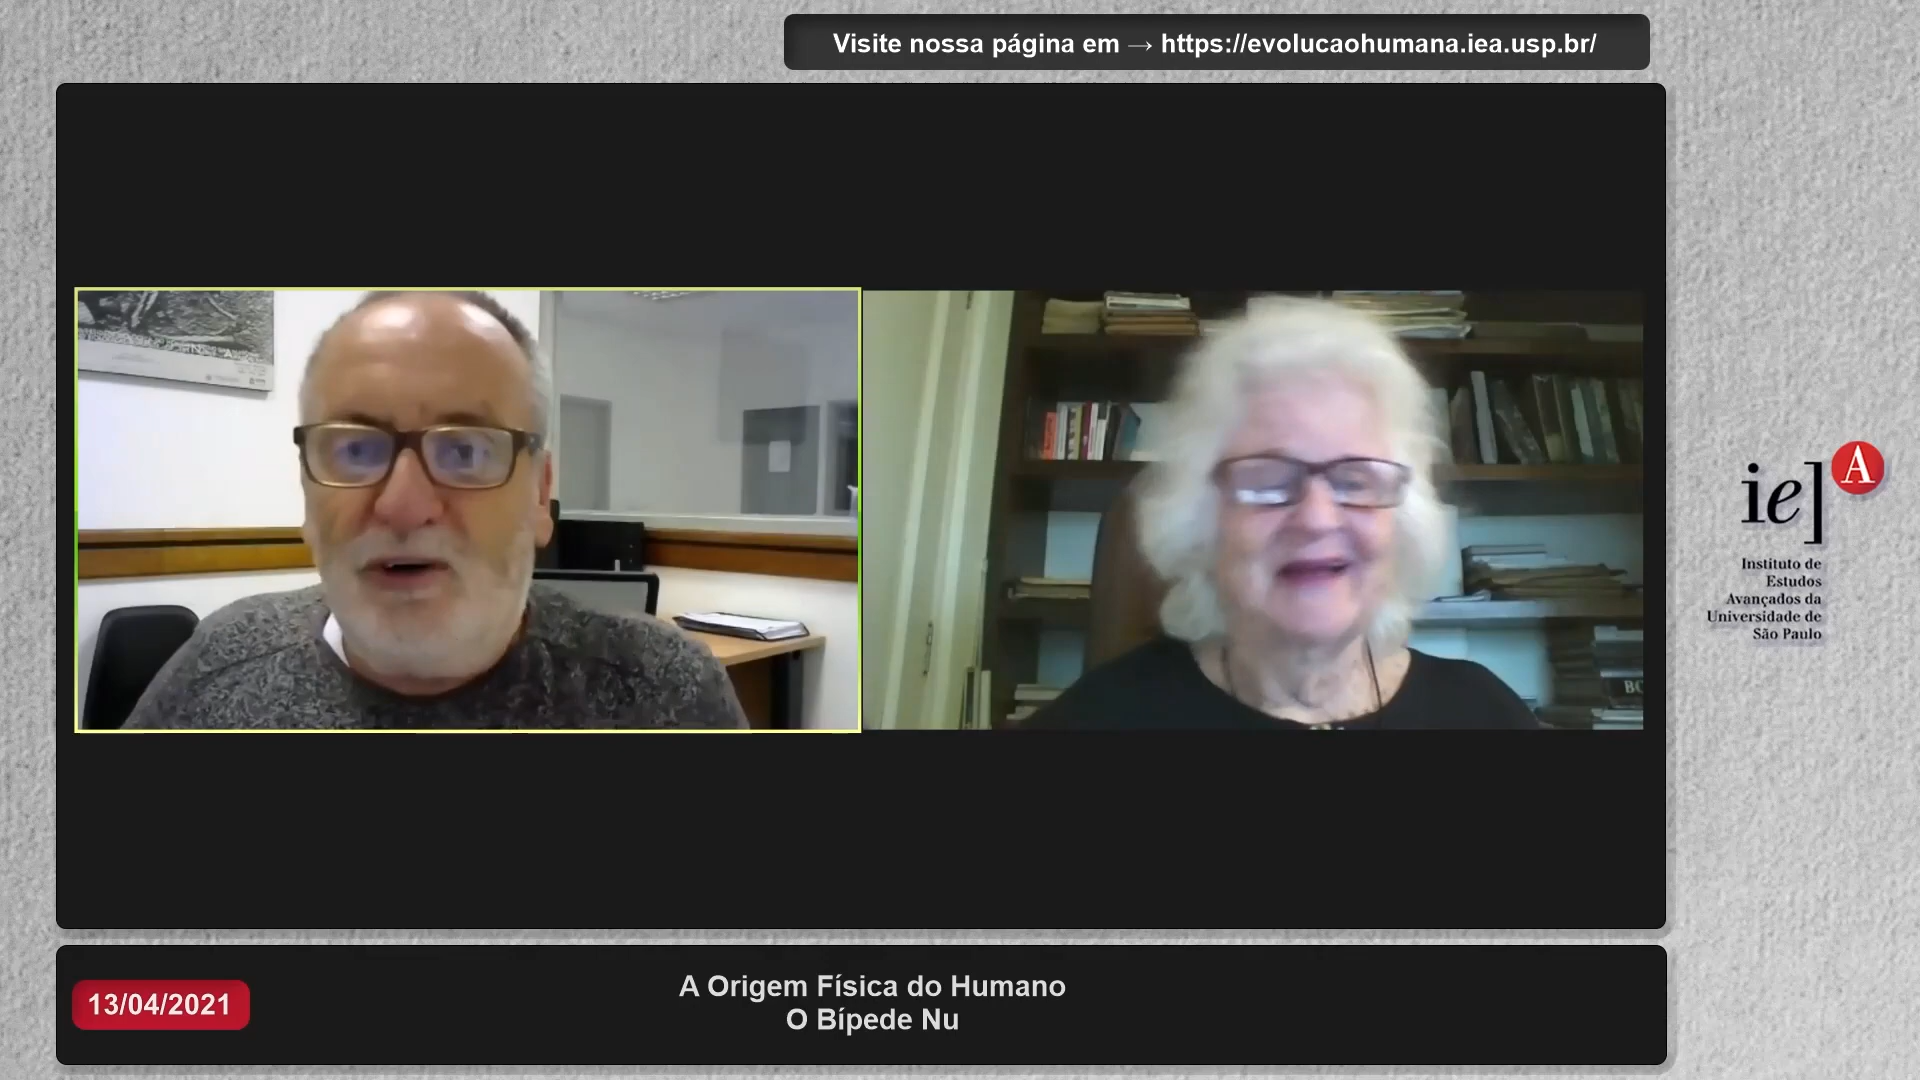 Visite nossa página em → https://evolucaohumana.iea.usp.br/
ie] A
Instituto de
Estudos
Avançados da
Universidade de
São Paulo
13/04/2021
A Origem Física do Humano
O Bípede Nu